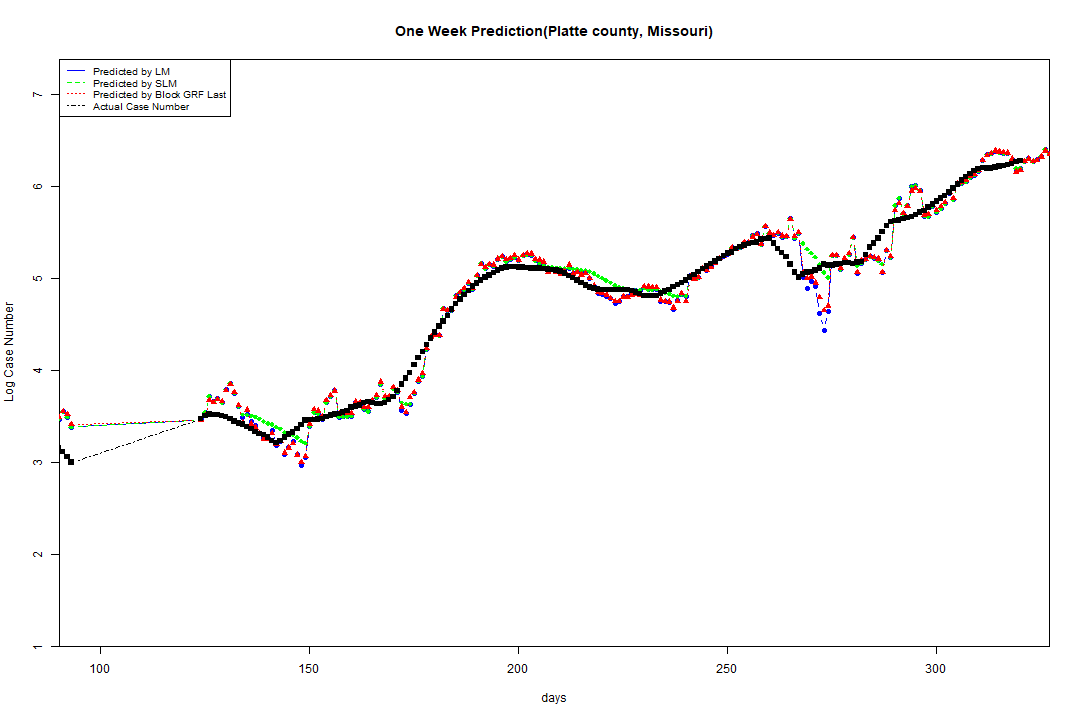 One Week Prediction(Platte county, Missouri)
Predicted by LM
Predicted by SLM
Predicted by Block GRF Last
Actual Case Number
7
6
5
4
3
2
1
Log Case Number
100 150 200 250 300
days